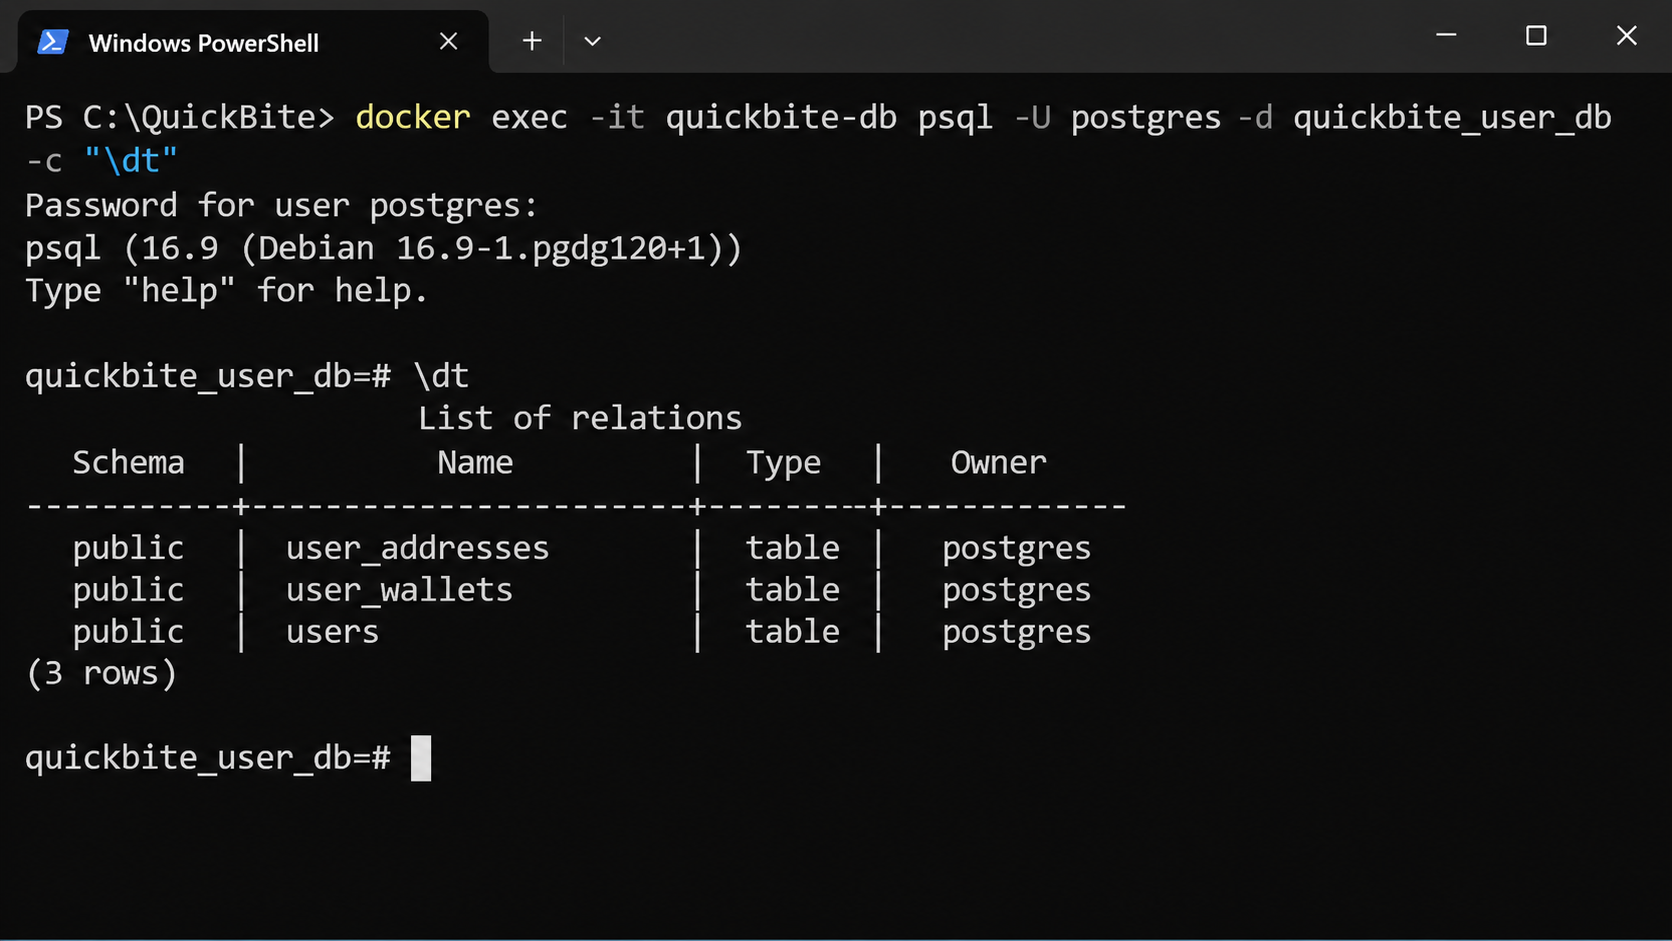 Windows PowerShell
PS C:\QuickBite> docker exec -it quickbite-db psql -U postgres -d quickbite_user_db
-c "\dt"
Password for user postgres:
psql (16.9 (Debian 16.9-1.pgdg120+1))
Type "help" for help.
quickbite_user_db=# \dt
List of relations
Schema | Name | Type | Owner
-----------+-----------------------+---------+-------------
public | user_addresses | table | postgres
public | user_wallets | table | postgres
public | users | table | postgres
(3 rows)
quickbite_user_db=#